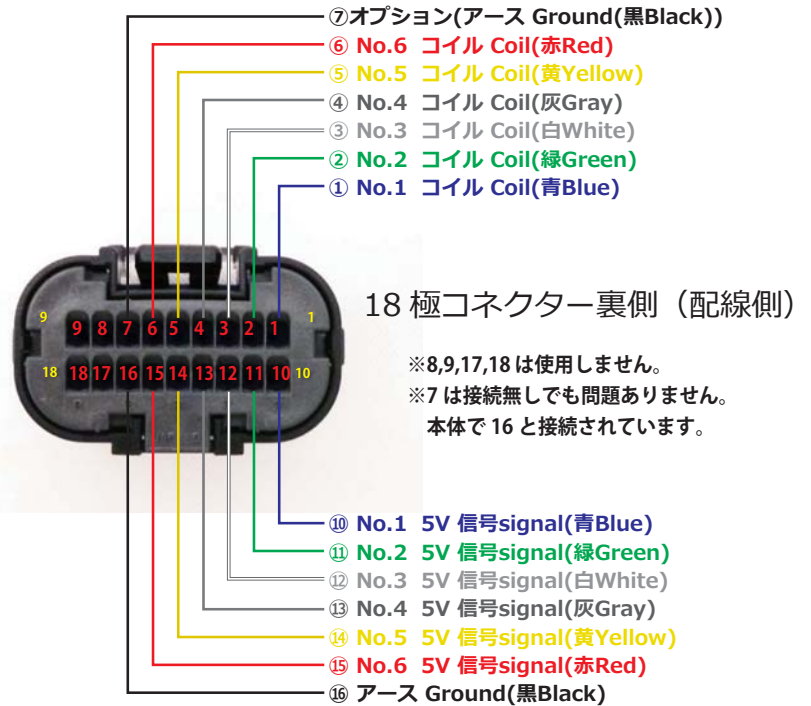 ⑦オプション(アース Ground(黒Black))
⑥ No.6 コイル Coil(赤Red)
⑤ No.5 コイル Coil(黄Yellow)
④ No.4 コイル Coil(灰Gray)
③ No.3 コイル Coil(白White)
② No.2 コイル Coil(緑Green)
① No.1 コイル Coil(青Blue)
18 極コネクター裏側（配線側）
9 9 8 7 6 5 4 3 2 1 1
18 18 17 16 15 14 13 12 11 10 10
※8,9,17,18 は使用しません。
※7 は接続無しでも問題ありません。
本体で 16 と接続されています。
⑩ No.1 5V 信号signal(青Blue)
⑪ No.2 5V 信号signal(緑Green)
⑫ No.3 5V 信号signal(白White)
⑬ No.4 5V 信号signal(灰Gray)
⑭ No.5 5V 信号signal(黄Yellow)
⑮ No.6 5V 信号signal(赤Red)
⑯ アース Ground(黒Black)